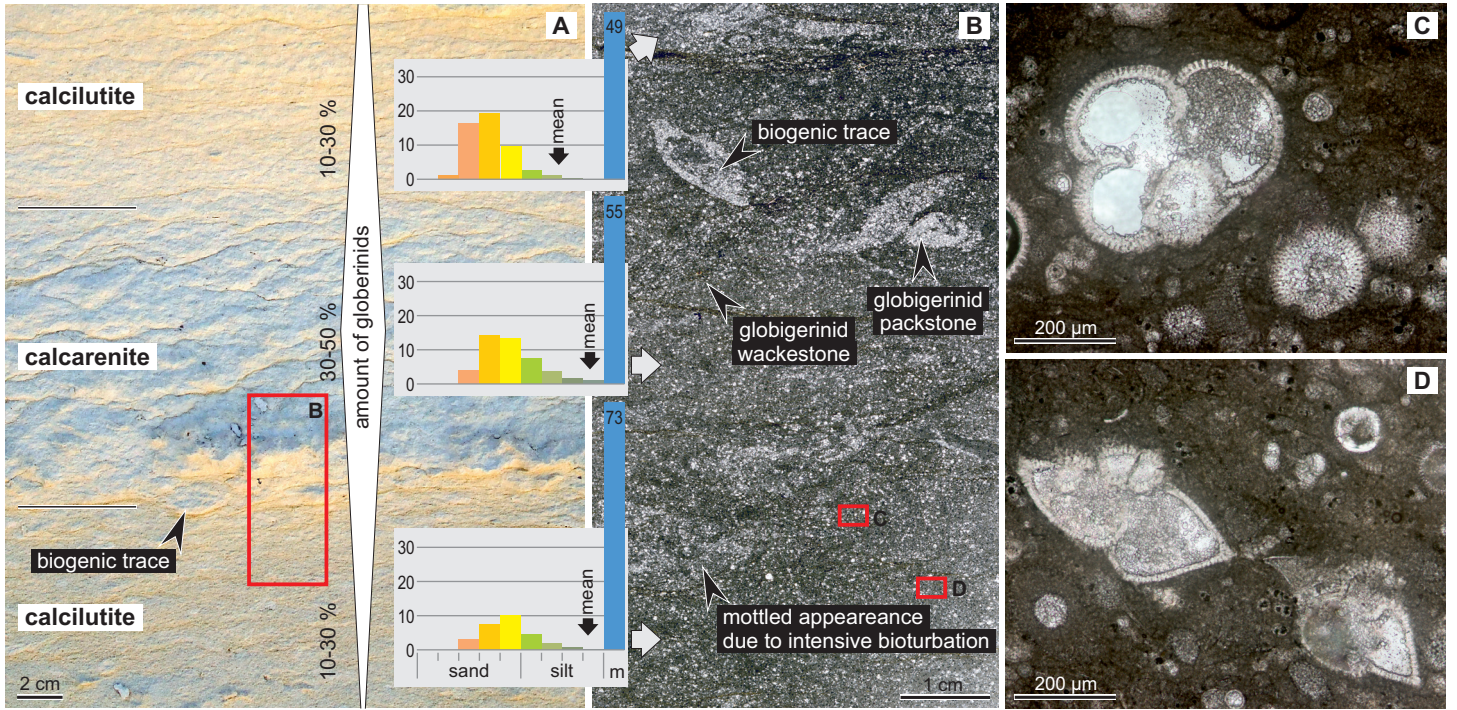 A
calcilutite
10-30 %
amount of globerinids
30-50 %
calcarenite
B
biogenic trace
calcilutite
10-30 %
2 cm
30
20
10
0
mean
49
30
20
10
0
mean
55
30
20
10
0
mean
73
sand
silt
m
B
biogenic trace
globigerinid
packstone
globigerinid
wackestone
C
D
mottled appeareance
due to intensive bioturbation
1 cm
C
200 µm
D
200 µm